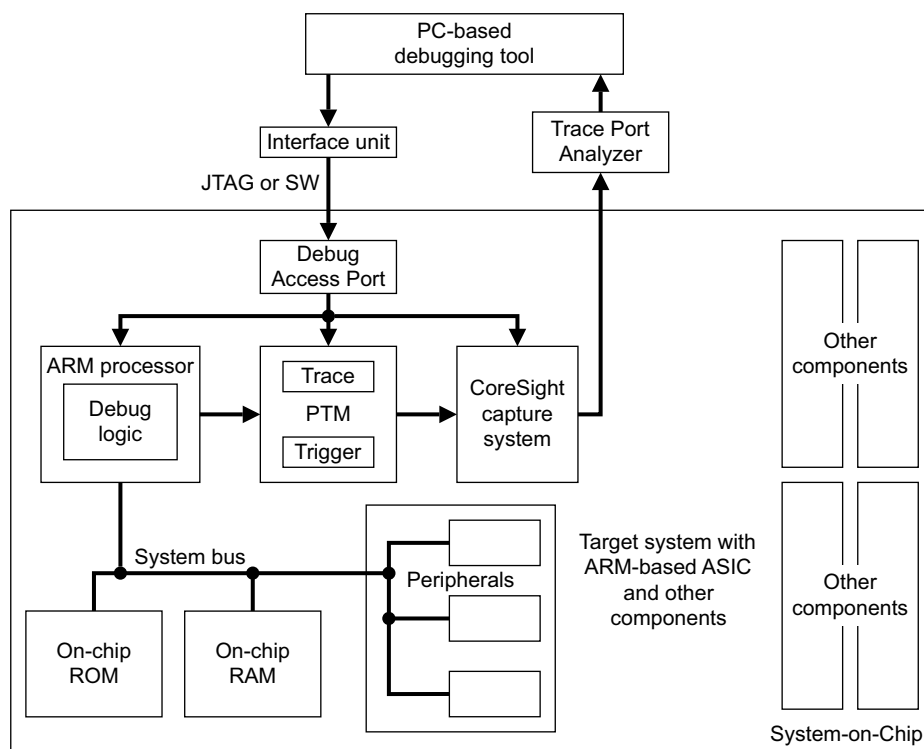 PC-based
debugging tool
Interface unit
Trace Port
Analyzer
JTAG or SW
Debug
Access Port
ARM processor
Debug
logic
Trace
PTM
Trigger
CoreSight
capture
system
Other
components
System bus
Peripherals
Target system with
ARM-based ASIC
and other
components
Other
components
On-chip
ROM
On-chip
RAM
System-on-Chip